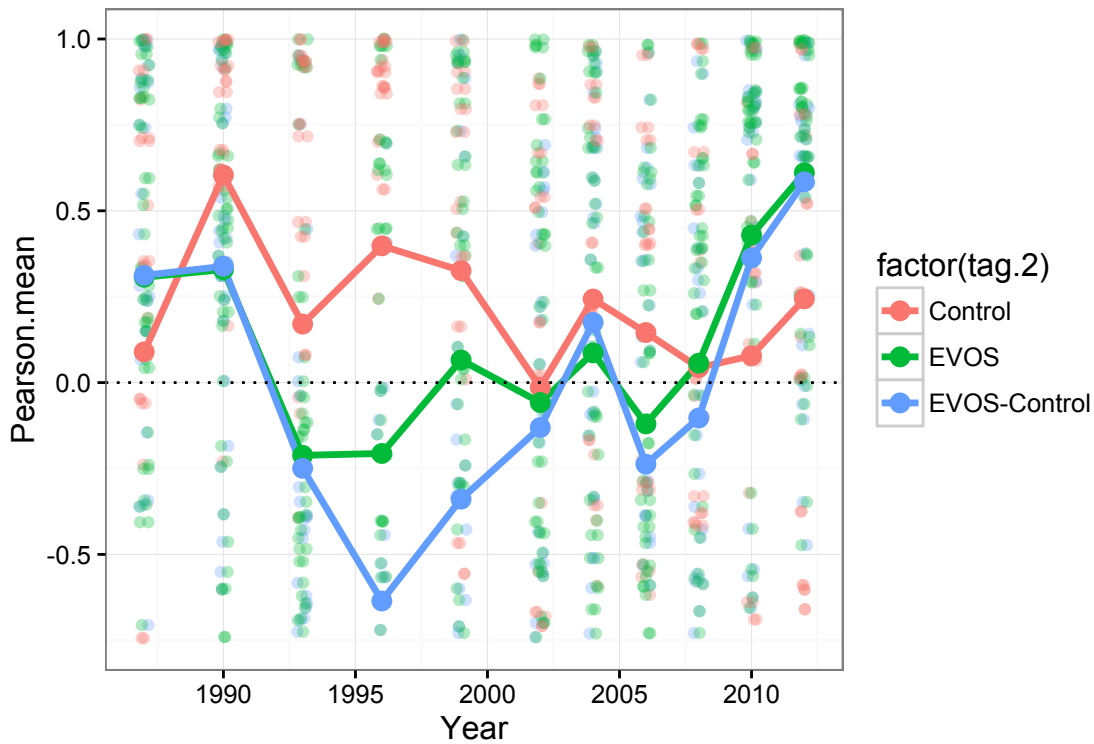 1.0
0.5
0.0
-0.5
Pearson.mean
1990 1995 2000 2005 2010
Year
factor(tag.2)
Control
EVOS
EVOS-Control